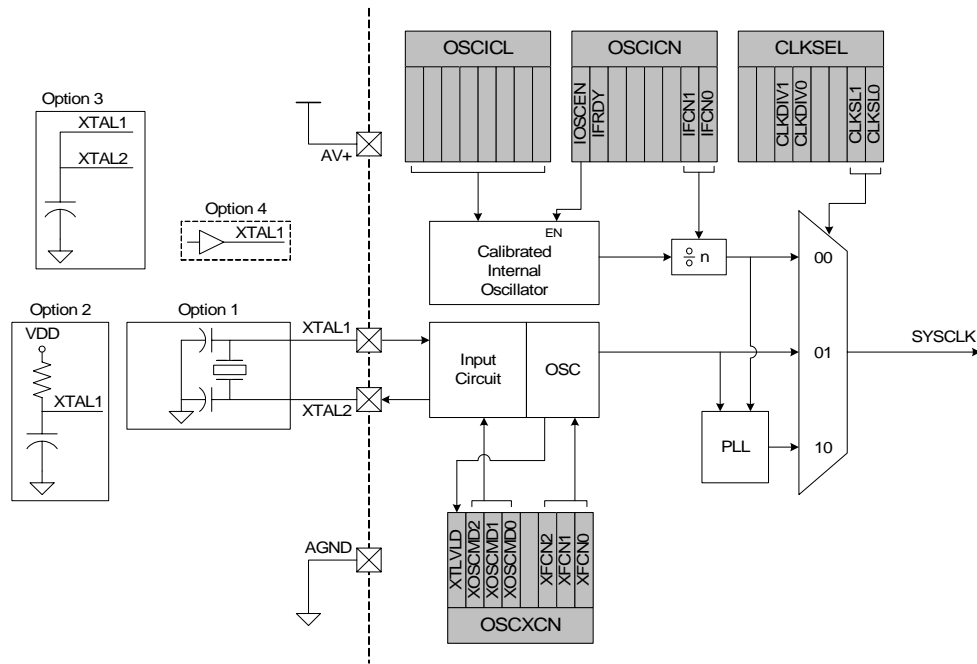 OSCICL
OSCICN
CLKSEL
IOSCEN
IFRDY
IFCN1
IFCN0
CLKDIV1
CLKDIV0
CLKSL1
CLKSL0
Option 3
XTAL1
XTAL2
AV+
Option 4
XTAL1
EN
Calibrated
Internal
Oscillator
÷ n
00
Option 2
VDD
XTAL1
Option 1
XTAL1
XTAL2
Input
Circuit
OSC
01
SYSCLK
PLL
10
AGND
XTLVLD
XOSCMD2
XOSCMD1
XOSCMD0
XFCN2
XFCN1
XFCN0
OSCXCN